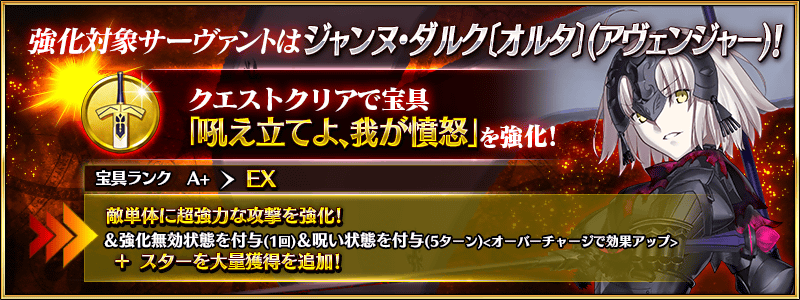 強化対象サーヴァントはジャンヌ・ダルク〔オルタ〕(アヴェンジャー)!
クエストクリアで宝具
「吼え立てよ、我が憤怒」を強化!
宝具ランク A+ > EX
敵単体に超強力な攻撃を強化!
&強化無効状態を付与(1回)&呪い状態を付与(5ターン)<オーバーチャージで効果アップ>
+ スターを大量獲得を追加!